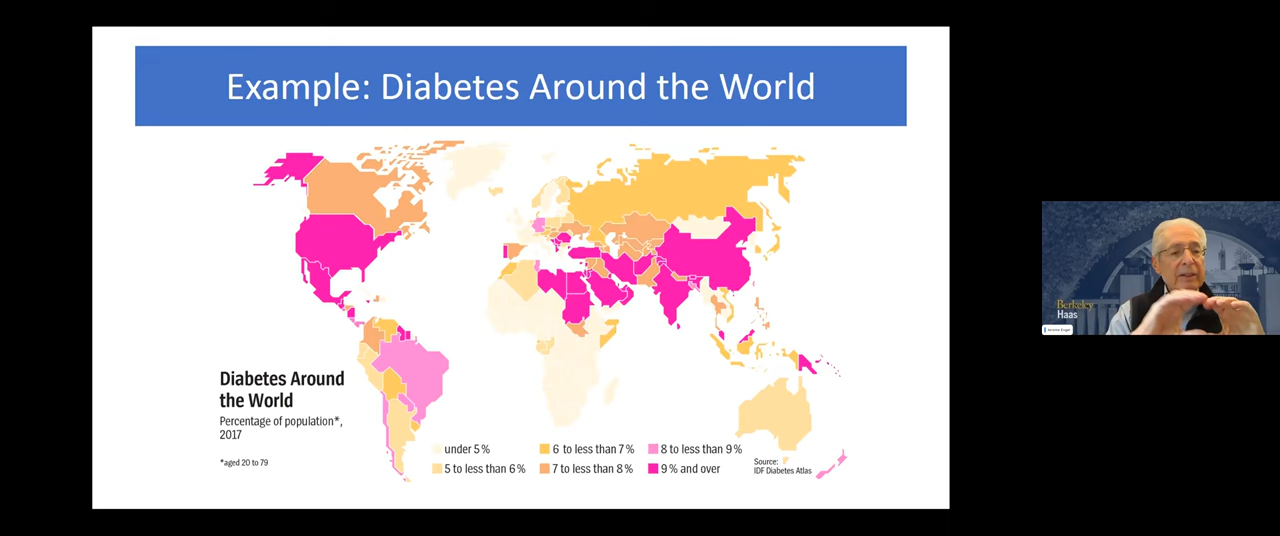 Example: Diabetes Around the World
Diabetes Around
the World
Percentage of population*,
2017
*aged 20 to 79
under 5 %
5 to less than 6 %
6 to less than 7 %
7 to less than 8 %
8 to less than 9 %
9 % and over
Source:
IDF Diabetes Atlas
Berkeley
Haas
Jerome Engel